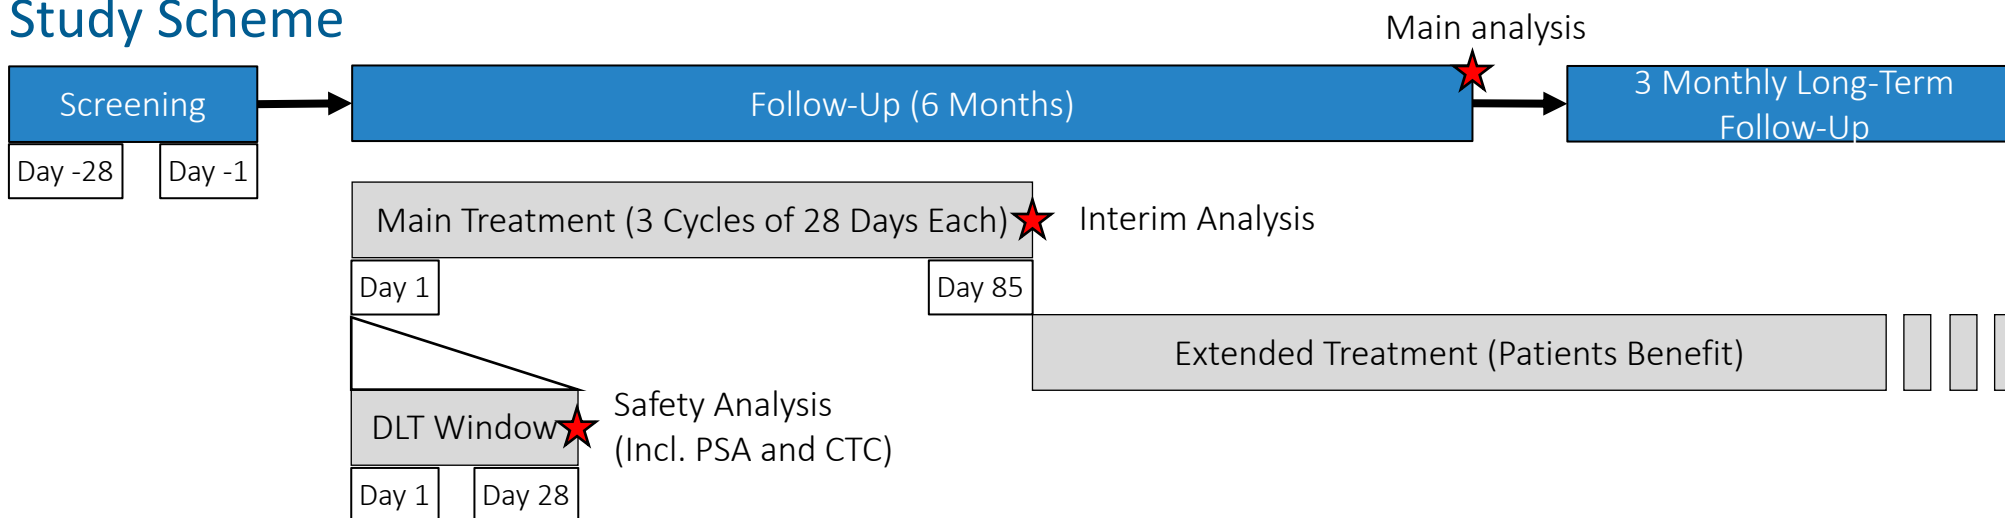 Study Scheme
Main analysis
Screening
Follow-Up (6 Months)
3 Monthly Long-Term
Follow-Up
Day -28
Day -1
Main Treatment (3 Cycles of 28 Days Each)
Interim Analysis
Day 1
Day 85
Extended Treatment (Patients Benefit)
DLT Window
Safety Analysis
(Incl. PSA and CTC)
Day 1
Day 28